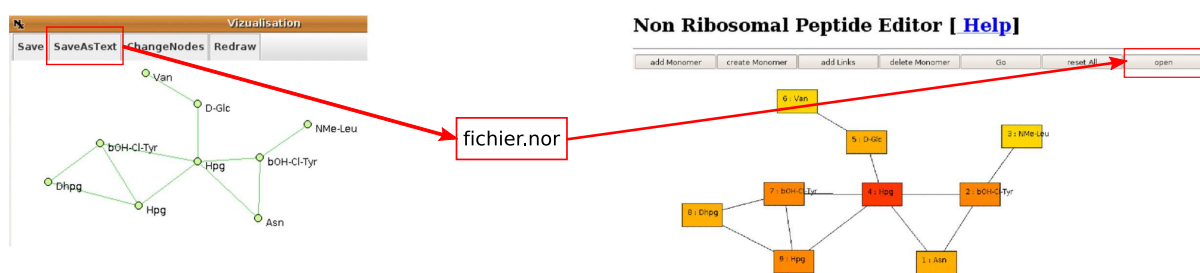 Vizualisation
Save SaveAsText ChangeNodes Redraw
Van
D-Glc
NMe-Leu
bOH-Cl-Tyr
Hpg
bOH-Cl-Tyr
Dhpg
Hpg
Asn
fichier.nor
Non Ribosomal Peptide Editor [ Help]
add Monomer create Monomer add Links delete Monomer Go reset All open
6 : Van
5 : D-Glc
3 : NMe-Leu
7 : bOH-Cl-Tyr
4 : Hpg
2 : bOH-Cl-Tyr
8 : Dhpg
9 : Hpg
1 : Asn